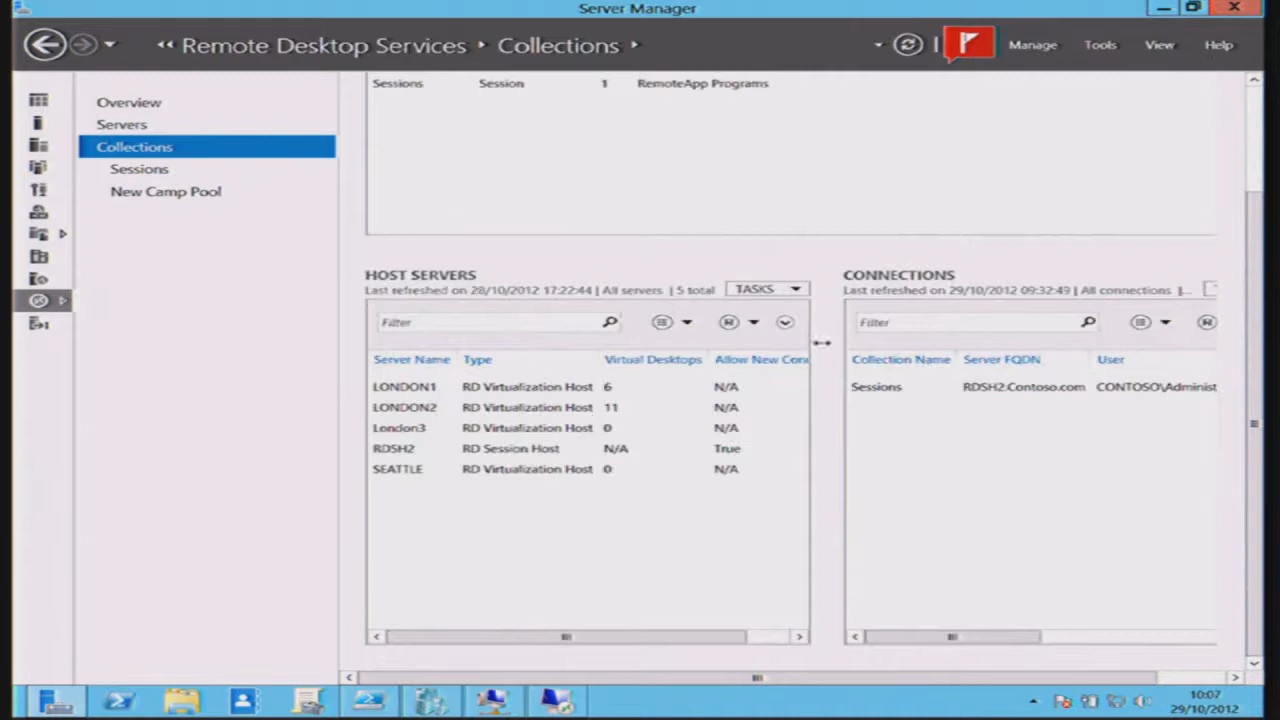 Server Manager
Remote Desktop Services Collections
Manage Tools View Help
Overview
Servers
Collections
Sessions
New Camp Pool
Sessions Session 1 RemoteApp Programs
HOST SERVERS
Last refreshed on 28/10/2012 17:22:44 | All servers | 5 total
TASKS
Filter
Server Name Type Virtual Desktops Allow New Con
LONDON1 RD Virtualization Host 6 N/A
LONDON2 RD Virtualization Host 11 N/A
London3 RD Virtualization Host 0 N/A
RDSH2 RD Session Host N/A True
SEATTLE RD Virtualization Host 0 N/A
CONNECTIONS
Last refreshed on 29/10/2012 09:32:49 | All connections |...
Filter
Collection Name Server FQDN User
Sessions RDSH2.Contoso.com CONTOSO\Administ
10:07
29/10/2012